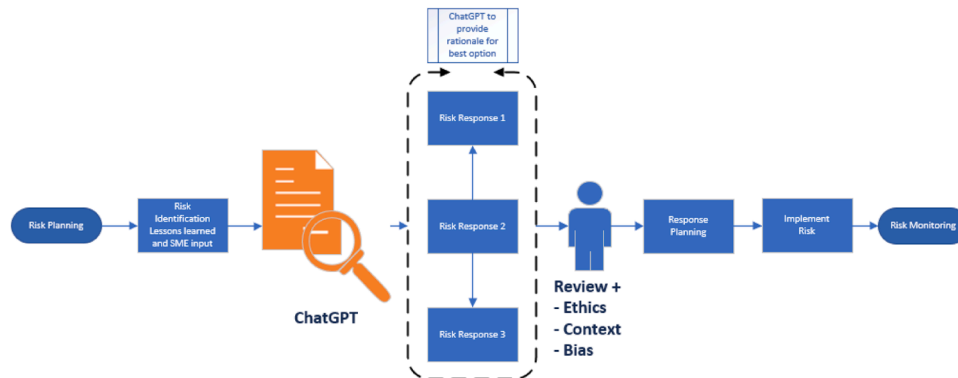 ChatGPT to
provide
rationale for
best option
Risk Response 1
Risk Planning
Risk
Identification
Lessons learned
and SME input
ChatGPT
Risk Response 2
Risk Response 3
Review +
- Ethics
- Context
- Bias
Response
Planning
Implement
Risk
Risk Monitoring